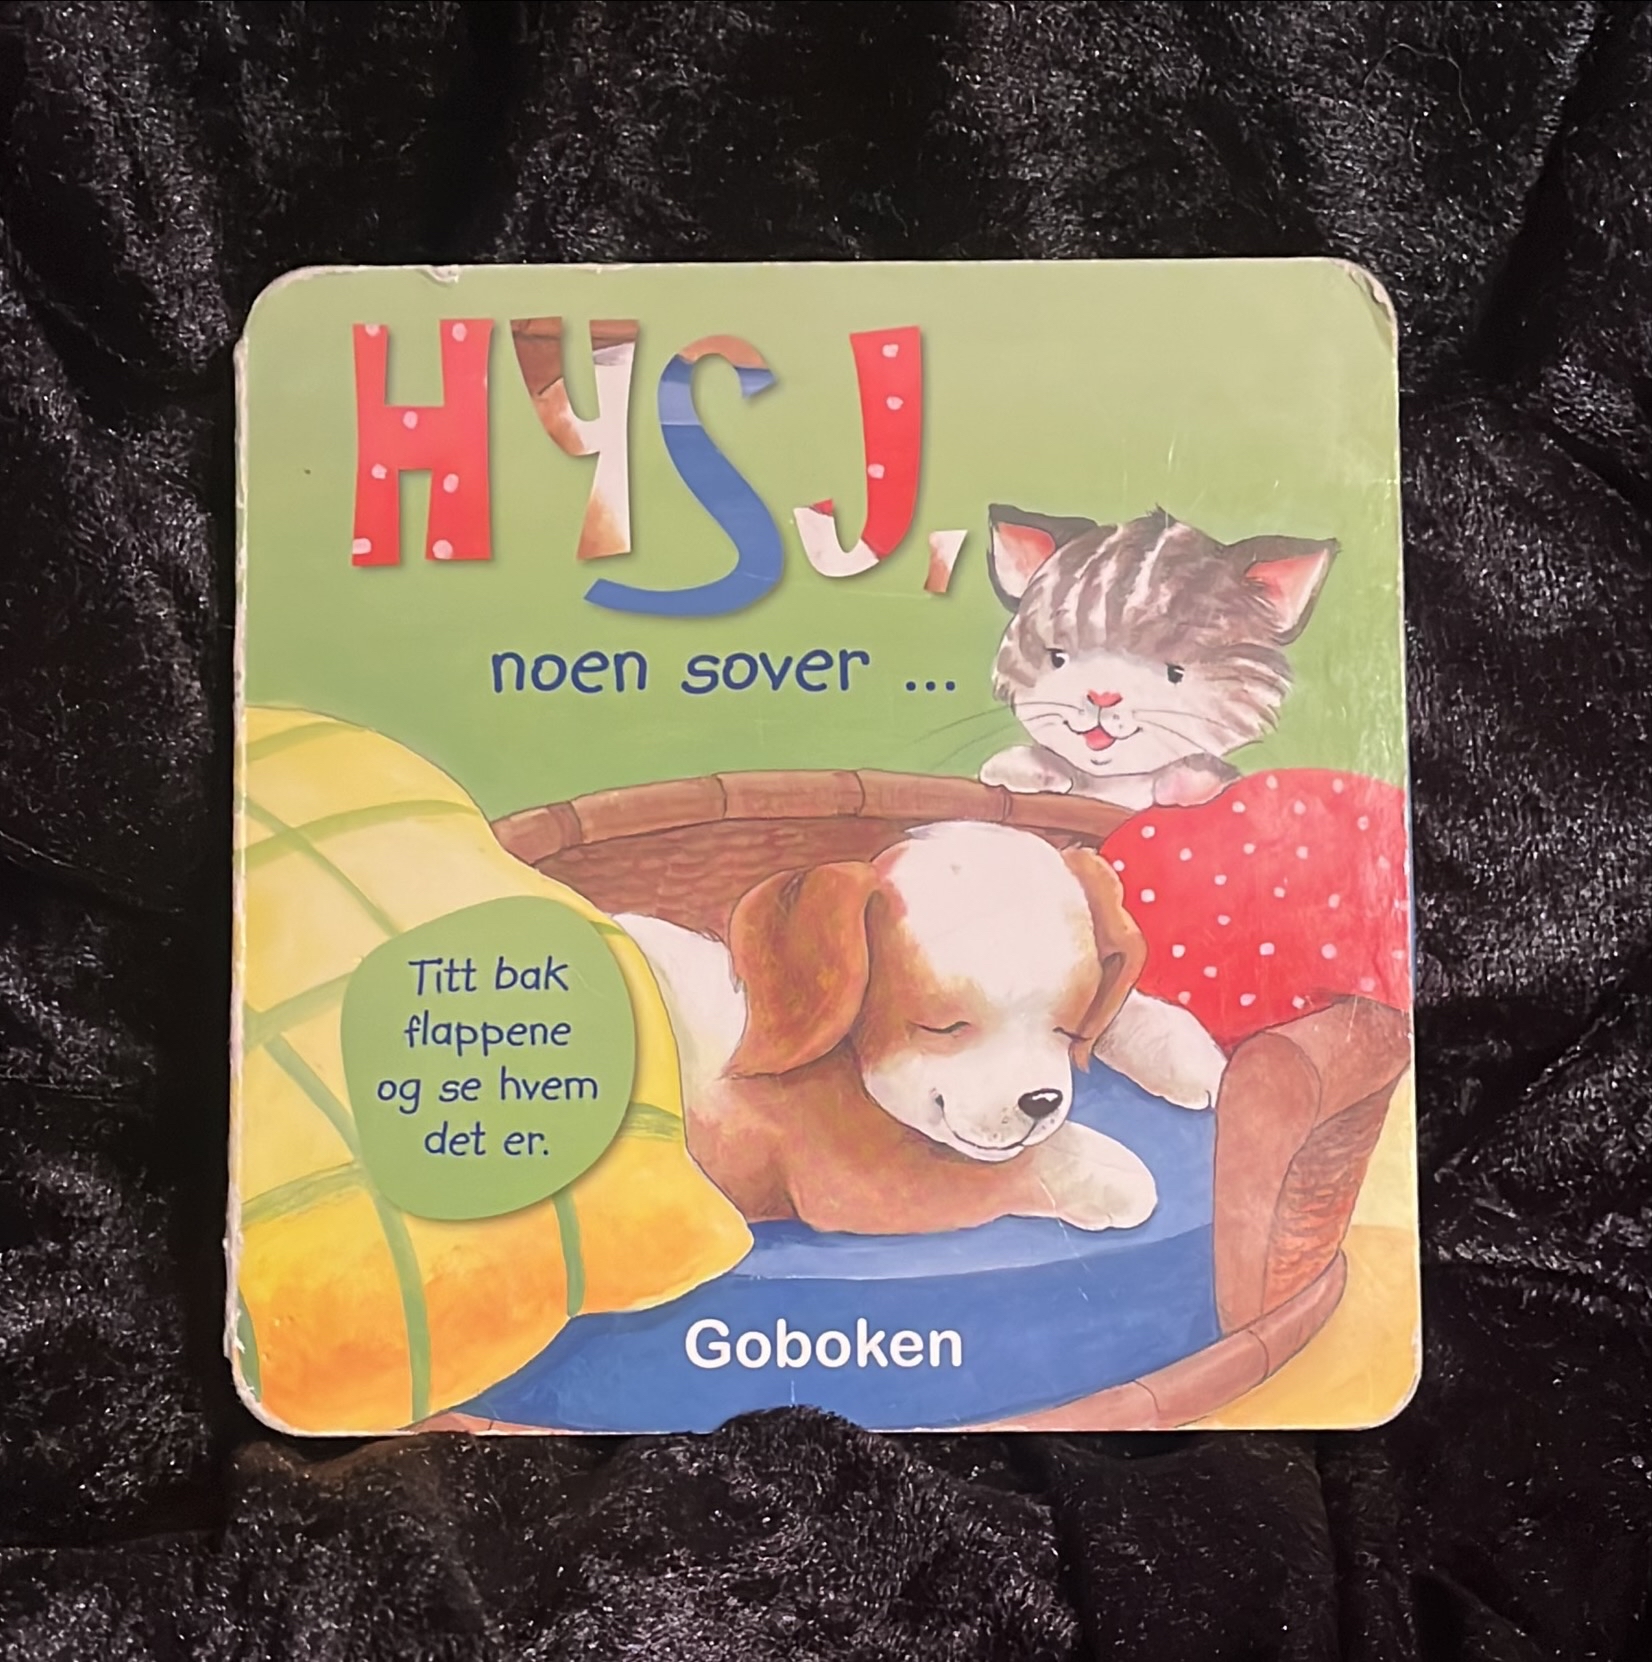 HYSJ,
noen sover ...
Titt bak
flappene
og se hvem
det er.
Goboken